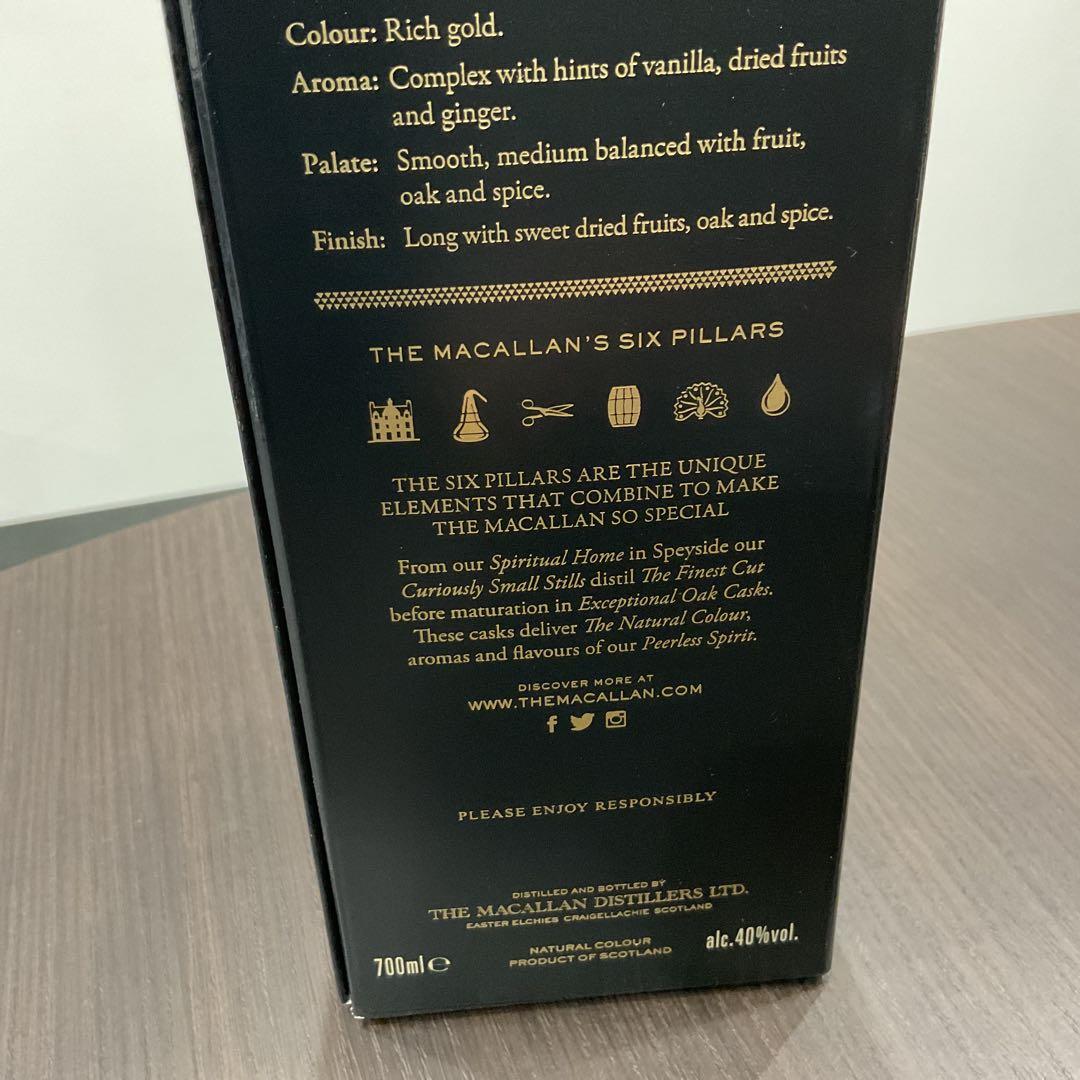 Colour: Rich gold.
Aroma: Complex with hints of vanilla, dried fruits
and ginger.
Palate: Smooth, medium balanced with fruit,
oak and spice.
Finish: Long with sweet dried fruits, oak and spice.
THE MACALLAN'S SIX PILLARS
THE SIX PILLARS ARE THE UNIQUE
ELEMENTS THAT COMBINE TO MAKE
THE MACALLAN SO SPECIAL
From our Spiritual Home in Speyside our
Curiously Small Stills distil The Finest Cut
before maturation in Exceptional Oak Casks.
These casks deliver The Natural Colour,
aromas and flavours of our Peerless Spirit.
DISCOVER MORE AT
WWW.THEMACALLAN.COM
PLEASE ENJOY RESPONSIBLY
DISTILLED AND BOTTLED BY
THE MACALLAN DISTILLERS LTD.
EASTER ELCHIES CRAIGELLACHIE SCOTLAND
NATURAL COLOUR
PRODUCT OF SCOTLAND
700ml ℮
alc.40%vol.